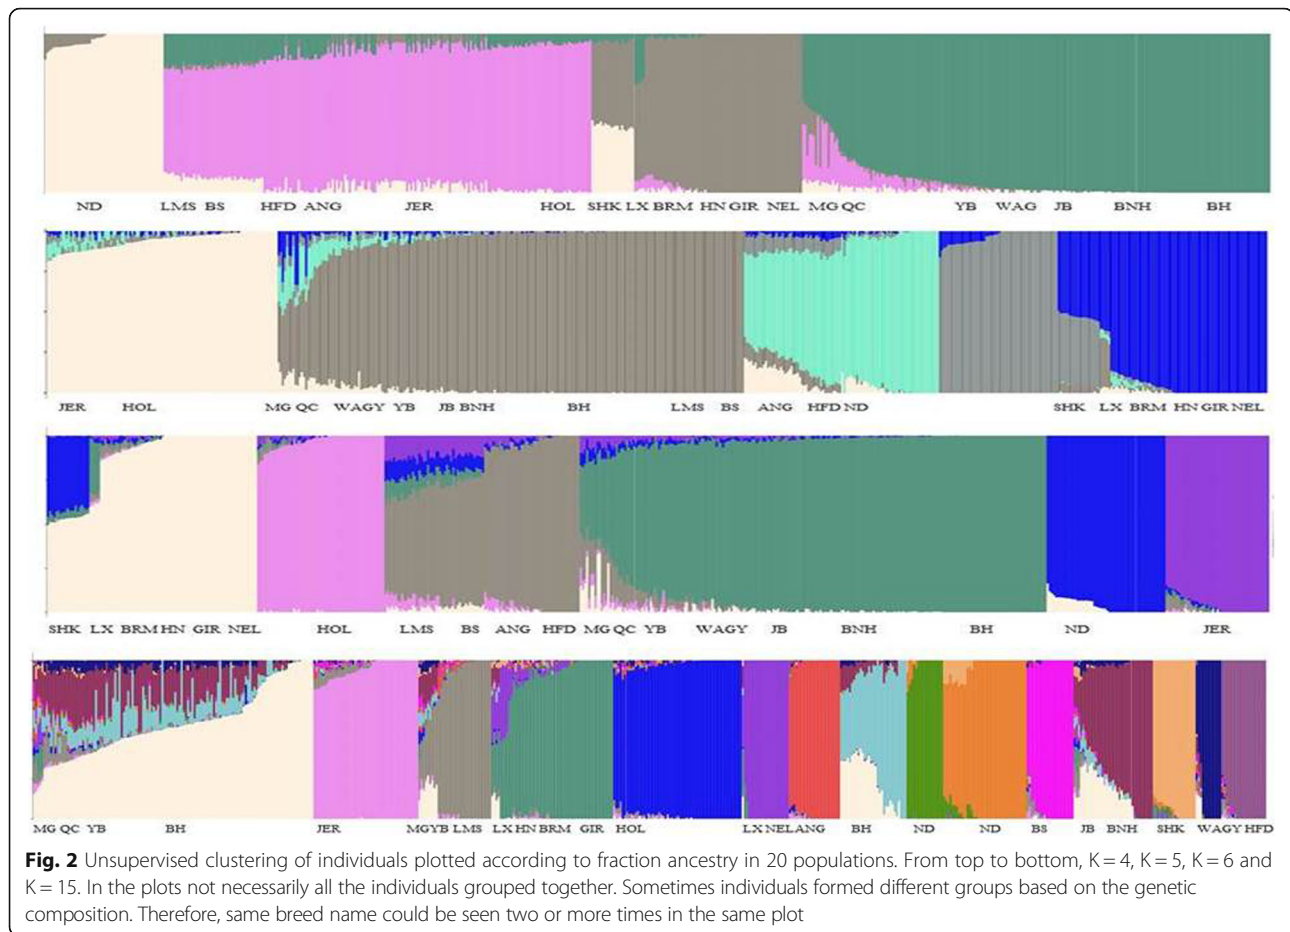 ND LMS BS HFD ANG JER HOL SHK LX BRM HN GIR NEL MG QC YB WAG JB BNH BH
JER HOL MG QC WAGY YB JB BNH BH LMS BS ANG HFD ND SHK LX BRM HN GIR NEL
SHK LX BRM HN GIR NEL HOL LMS BS ANG HFD MG QC YB WAGY JB BNH BH ND JER
MG QC YB BH JER MGYB LMS LX HN BRM GIR HOL LX NELANG BH ND ND BS JB BNH SHK WAGY HFD
Fig. 2 Unsupervised clustering of individuals plotted according to fraction ancestry in 20 populations. From top to bottom, K = 4, K = 5, K = 6 and
K = 15. In the plots not necessarily all the individuals grouped together. Sometimes individuals formed different groups based on the genetic
composition. Therefore, same breed name could be seen two or more times in the same plot